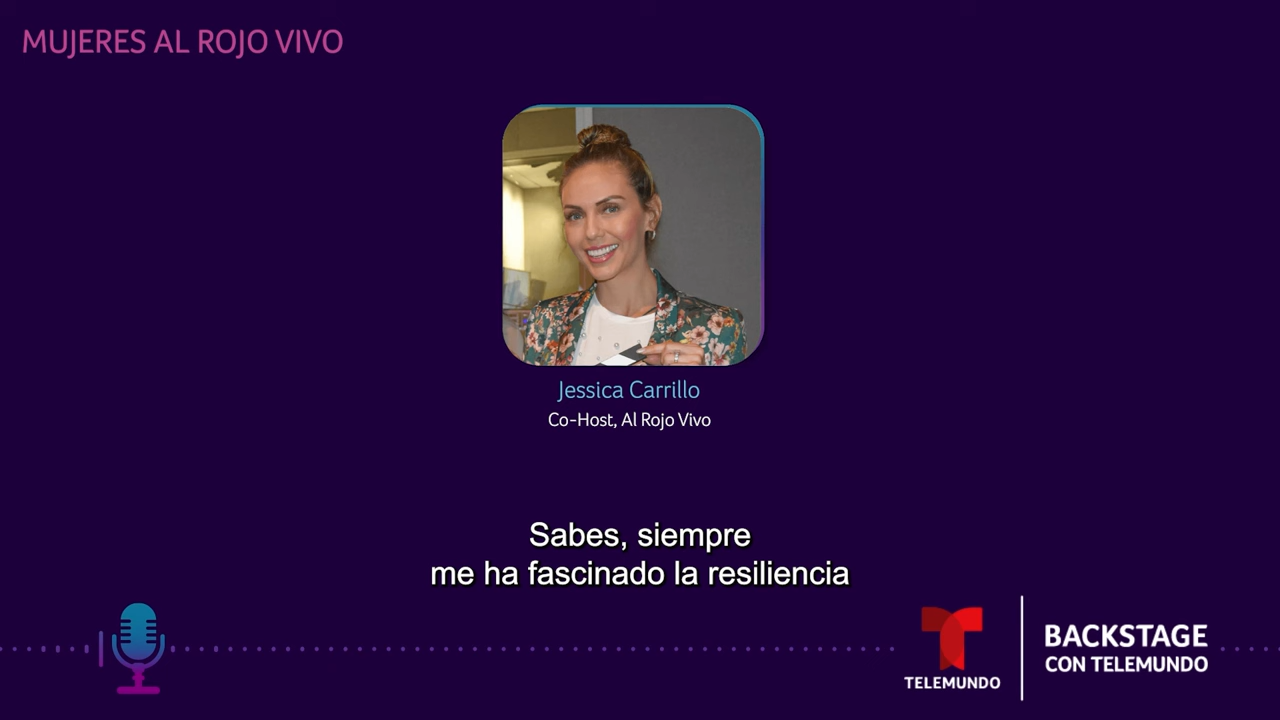 MUJERES AL ROJO VIVO
Jessica Carrillo
Co-Host, Al Rojo Vivo
Sabes, siempre
me ha fascinado la resiliencia
TELEMUNDO
BACKSTAGE
CON TELEMUNDO